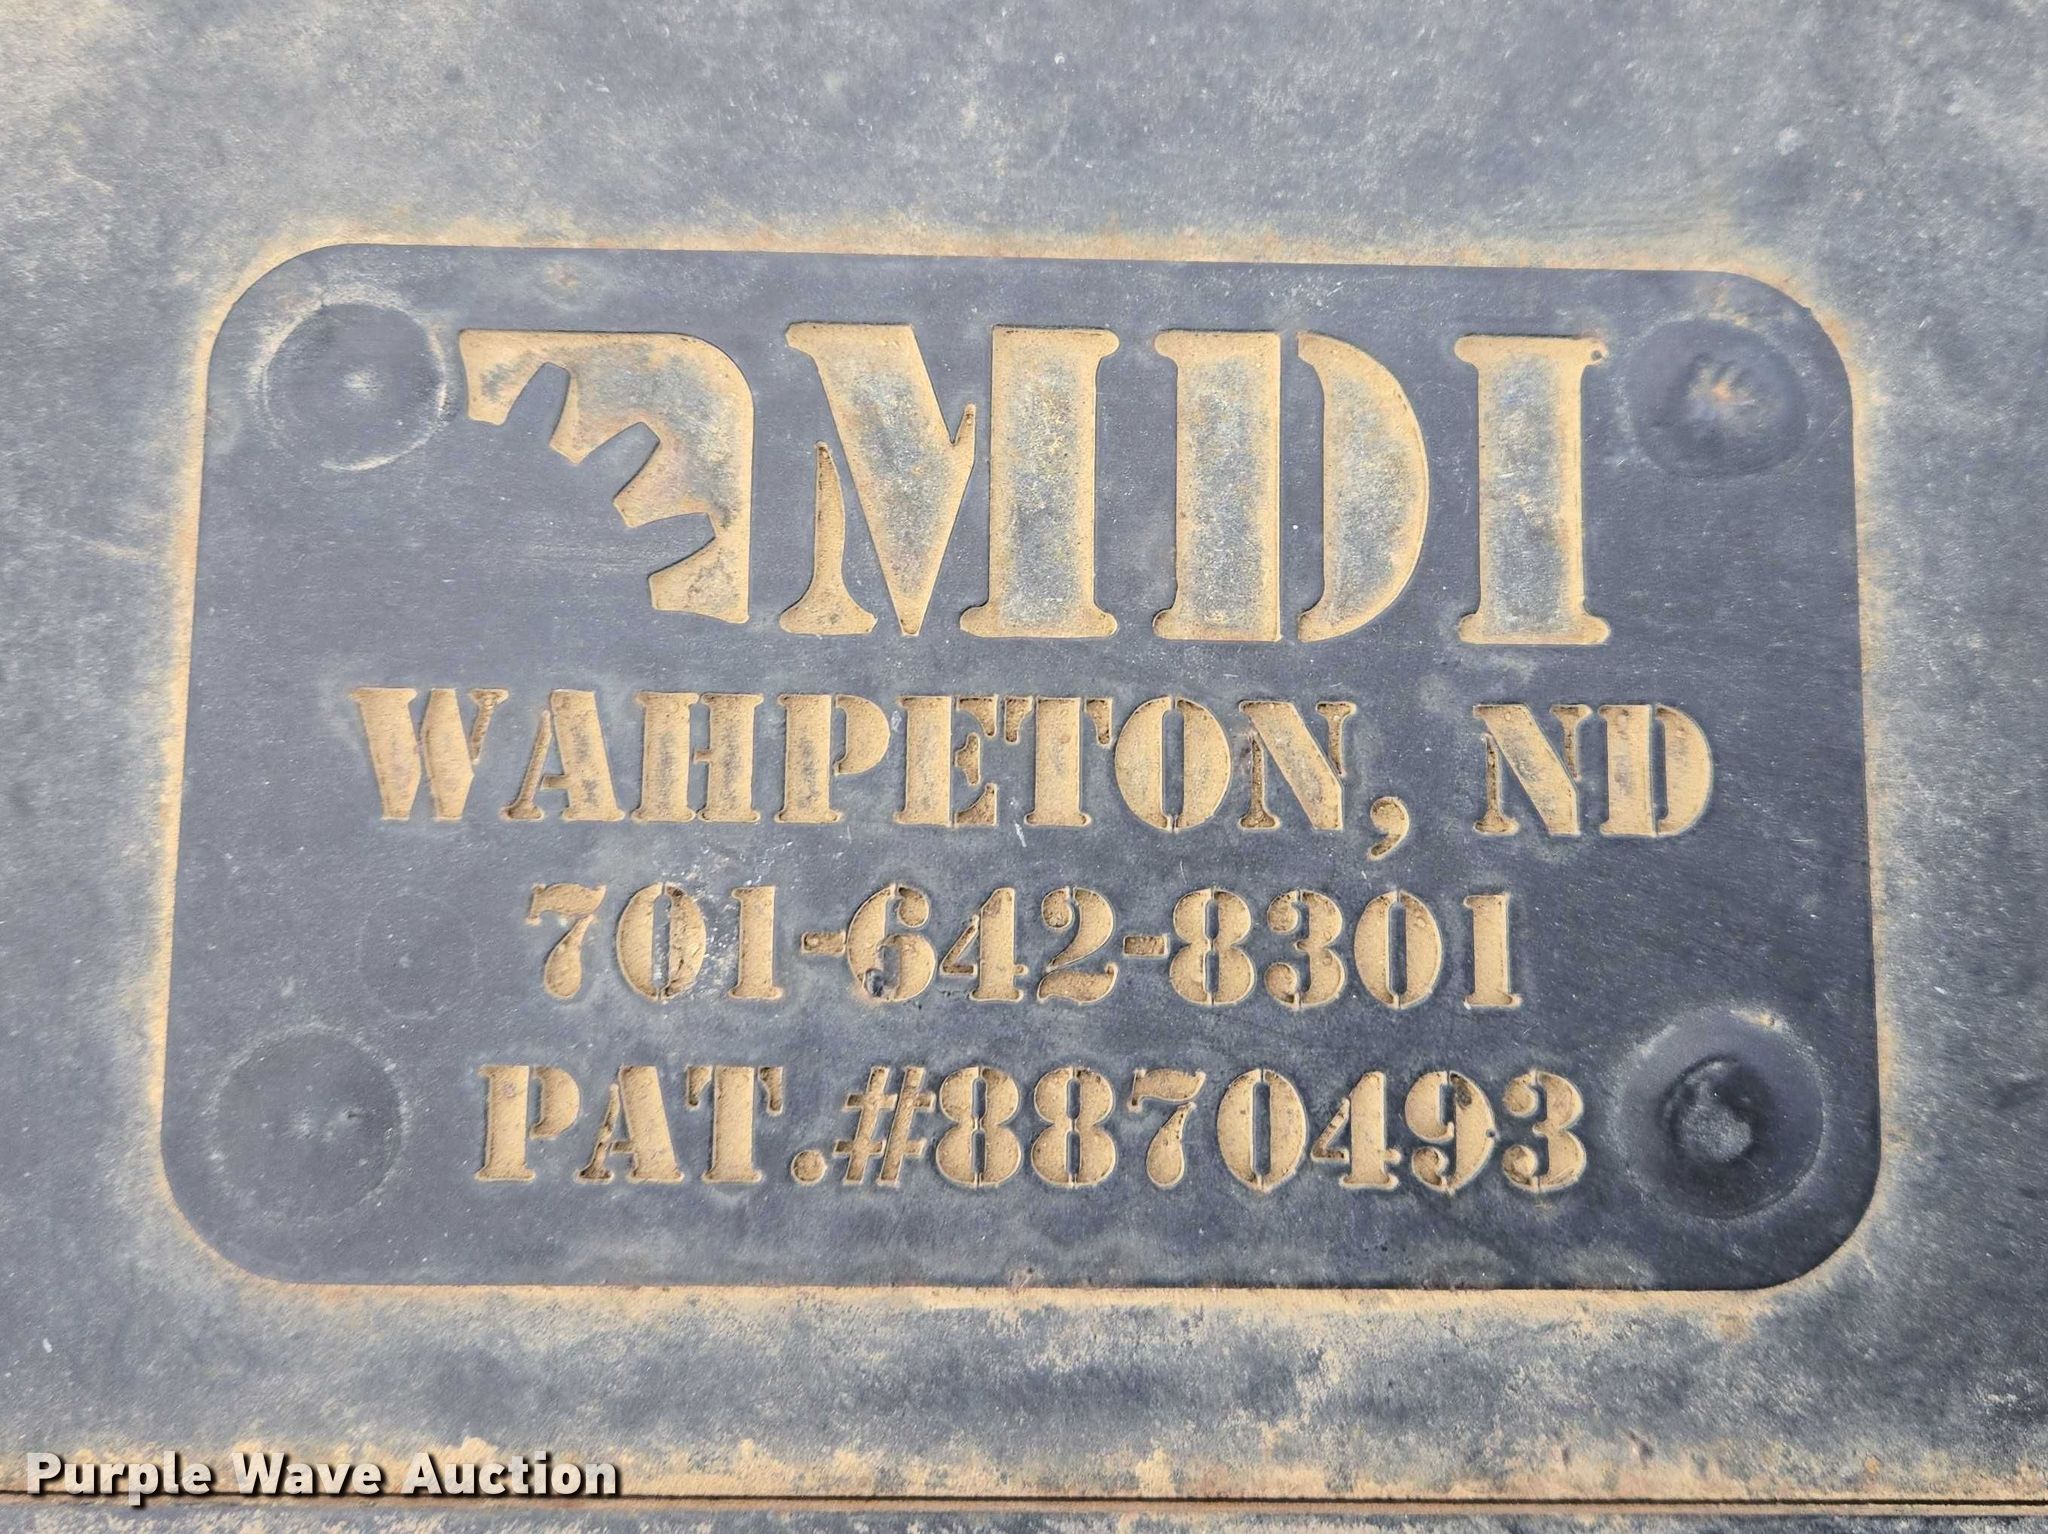 MDI
WAHPETON, ND
701-642-8301
PAT.#8870493
Purple Wave Auction